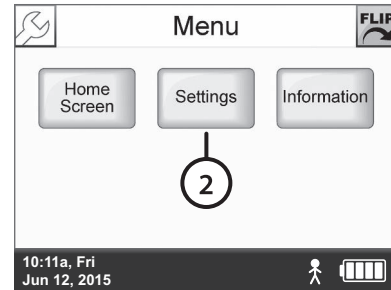 Menu
FLIP
Home
Screen
Settings
Information
2
10:11a, Fri
Jun 12, 2015